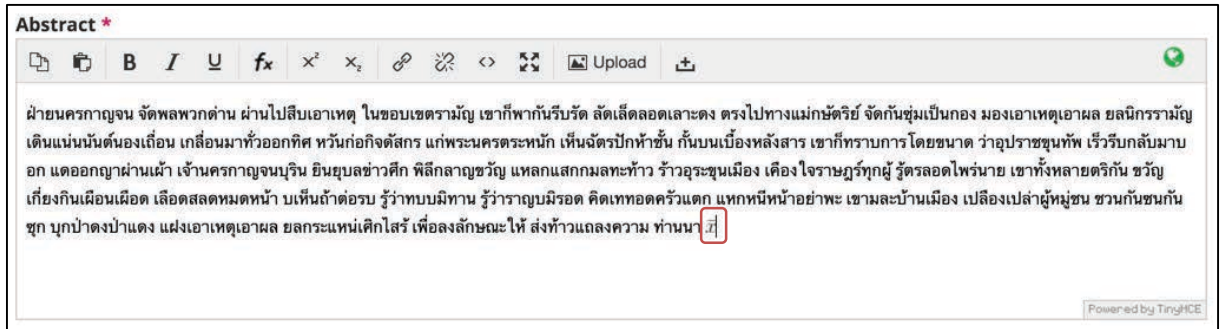 Abstract *
B I U fx x² x₂ <> Upload
ฝ่ายนครกาญจน จัดพลพวกด่าน ผ่านไปสืบเอาเหตุ ในขอบเขตรามัญ เขาก็พากันรีบรัด ลัดเล็ดลอดเลาะดง ตรงไปทางแม่กษัตริย์ จัดกันซุ่มเป็นกอง มองเอาเหตุเอาผล ยลนิกรรามัญ
เดินแน่นนันต์นองเถื่อน เกลื่อนมาทั่วออกทิศ หวันก่อกิจดัสกร แก่พระนครตระหนัก เห็นฉัตรปักห้าชั้น กั้นบนเบื้องหลังสาร เขาก็ทราบการโดยขนาด ว่าอุปราชขุนทัพ เร็วรีบกลับมาบ
อก แดออกญาผ่านเผ้า เจ้านครกาญจนบุริน ยินยุบลข่าวศึก พิลึกลาญขวัญ แหลกแสกกมลทะท้าว ร้าวอุระขุนเมือง เคืองใจราษฎร์ทุกผู้ รู้ตรลอดไพร่นาย เขาทั้งหลายตริกัน ขวัญ
เกี่ยงกินเผือนเผือด เลือดสลดหมดหน้า บเห็นถ้าต่อรบ รู้ว่าทบบมิทาน รู้ว่าราญบมิรอด คิดเททอดครัวแตก แหกหนีหน้าอย่าพะ เขามละบ้านเมือง เปลืองเปล่าผู้หมู่ชน ชวนกันซนกัน
ซุก บุกป่าดงป่าแดง แฝงเอาเหตุเอาผล ยลกระแหน่เศิกไสร้ เพื่อลงลักษณะให้ ส่งท้าวแถลงความ ท่านนา x̄
Powered by TinyMCE